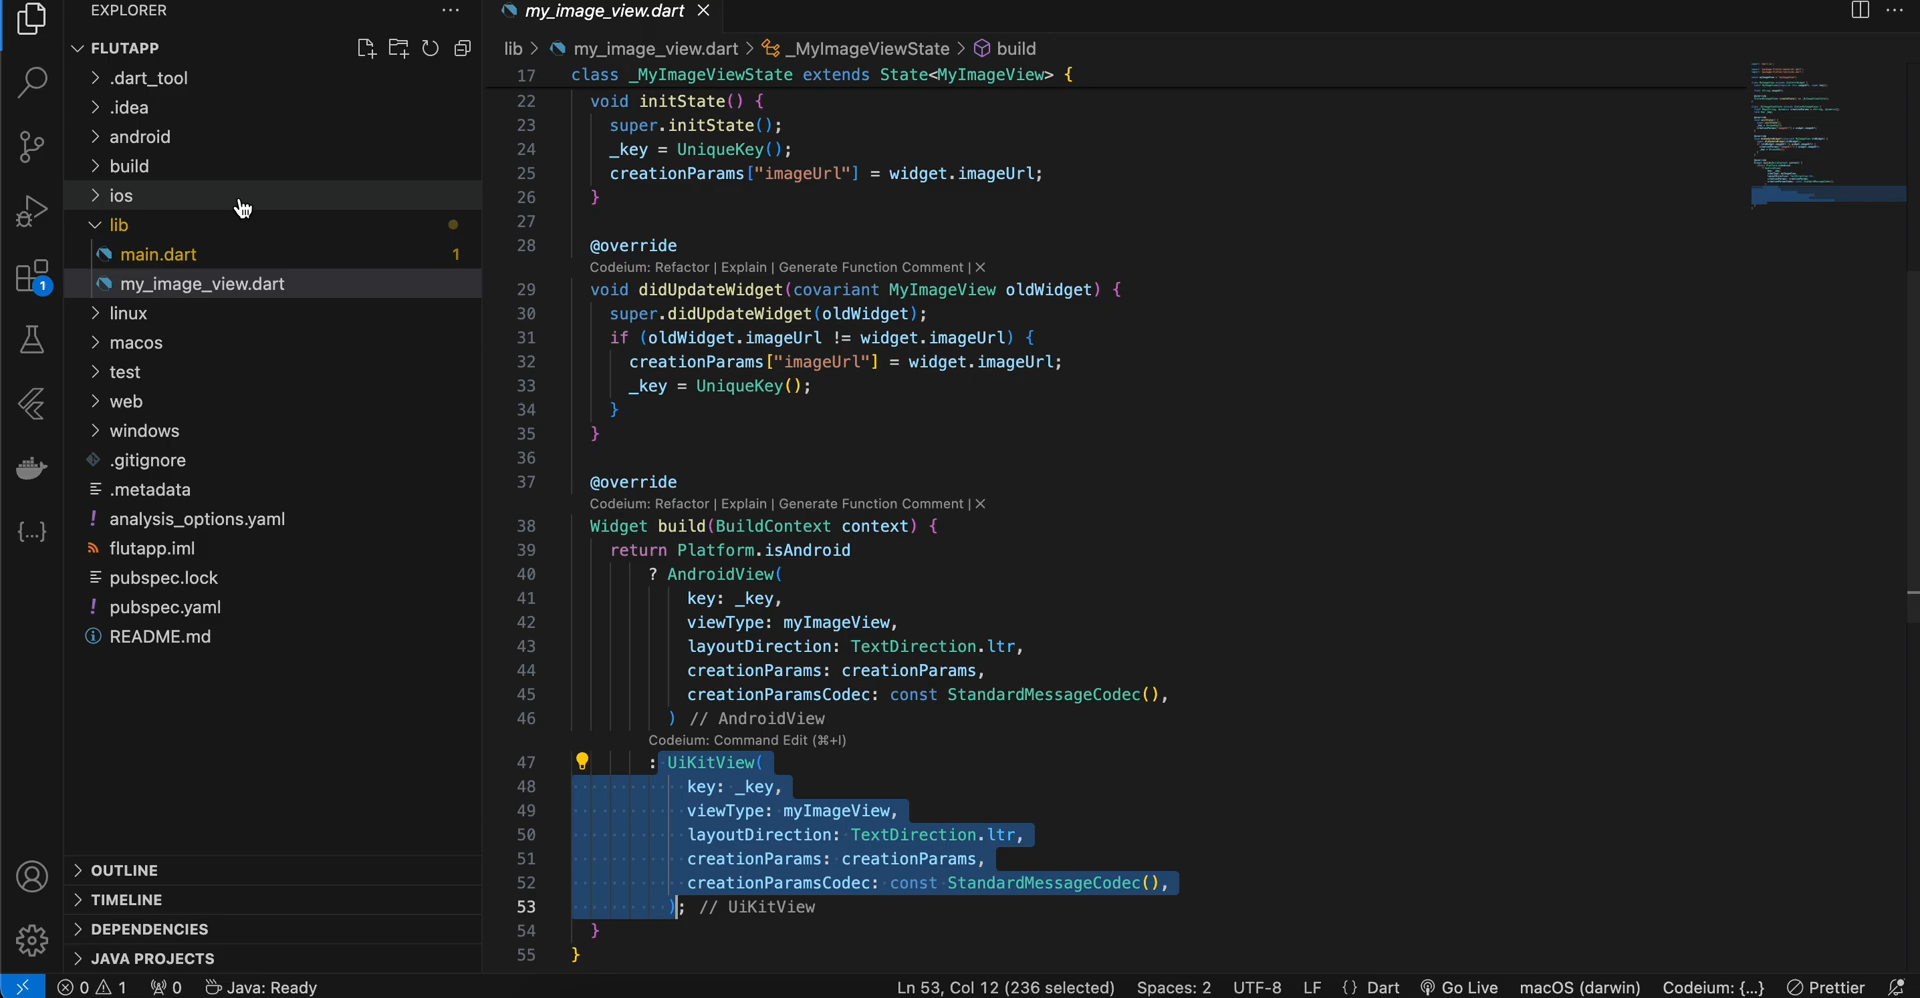 EXPLORER
my_image_view.dart
FLUTAPP
.dart_tool
.idea
android
build
ios
lib
main.dart 1
my_image_view.dart
linux
macos
test
web
windows
.gitignore
.metadata
analysis_options.yaml
flutapp.iml
pubspec.lock
pubspec.yaml
README.md
OUTLINE
TIMELINE
DEPENDENCIES
JAVA PROJECTS
1
lib > my_image_view.dart > _MyImageViewState > build
17 class _MyImageViewState extends State<MyImageView> {
22 void initState() {
23 super.initState();
24 _key = UniqueKey();
25 creationParams["imageUrl"] = widget.imageUrl;
26 }
27
28 @override
Codeium: Refactor | Explain | Generate Function Comment | X
29 void didUpdateWidget(covariant MyImageView oldWidget) {
30 super.didUpdateWidget(oldWidget);
31 if (oldWidget.imageUrl != widget.imageUrl) {
32 creationParams["imageUrl"] = widget.imageUrl;
33 _key = UniqueKey();
34 }
35 }
36
37 @override
Codeium: Refactor | Explain | Generate Function Comment | X
38 Widget build(BuildContext context) {
39 return Platform.isAndroid
40 ? AndroidView(
41 key: _key,
42 viewType: myImageView,
43 layoutDirection: TextDirection.ltr,
44 creationParams: creationParams,
45 creationParamsCodec: const StandardMessageCodec(),
46 ) // AndroidView
Codeium: Command Edit (⌘+I)
47 : UiKitView(
48 key: _key,
49 viewType: myImageView,
50 layoutDirection: TextDirection.ltr,
51 creationParams: creationParams,
52 creationParamsCodec: const StandardMessageCodec(),
53 ); // UiKitView
54 }
55 }
0 1 0 Java: Ready Ln 53, Col 12 (236 selected) Spaces: 2 UTF-8 LF {} Dart Go Live macOS (darwin) Codeium: {...} Prettier